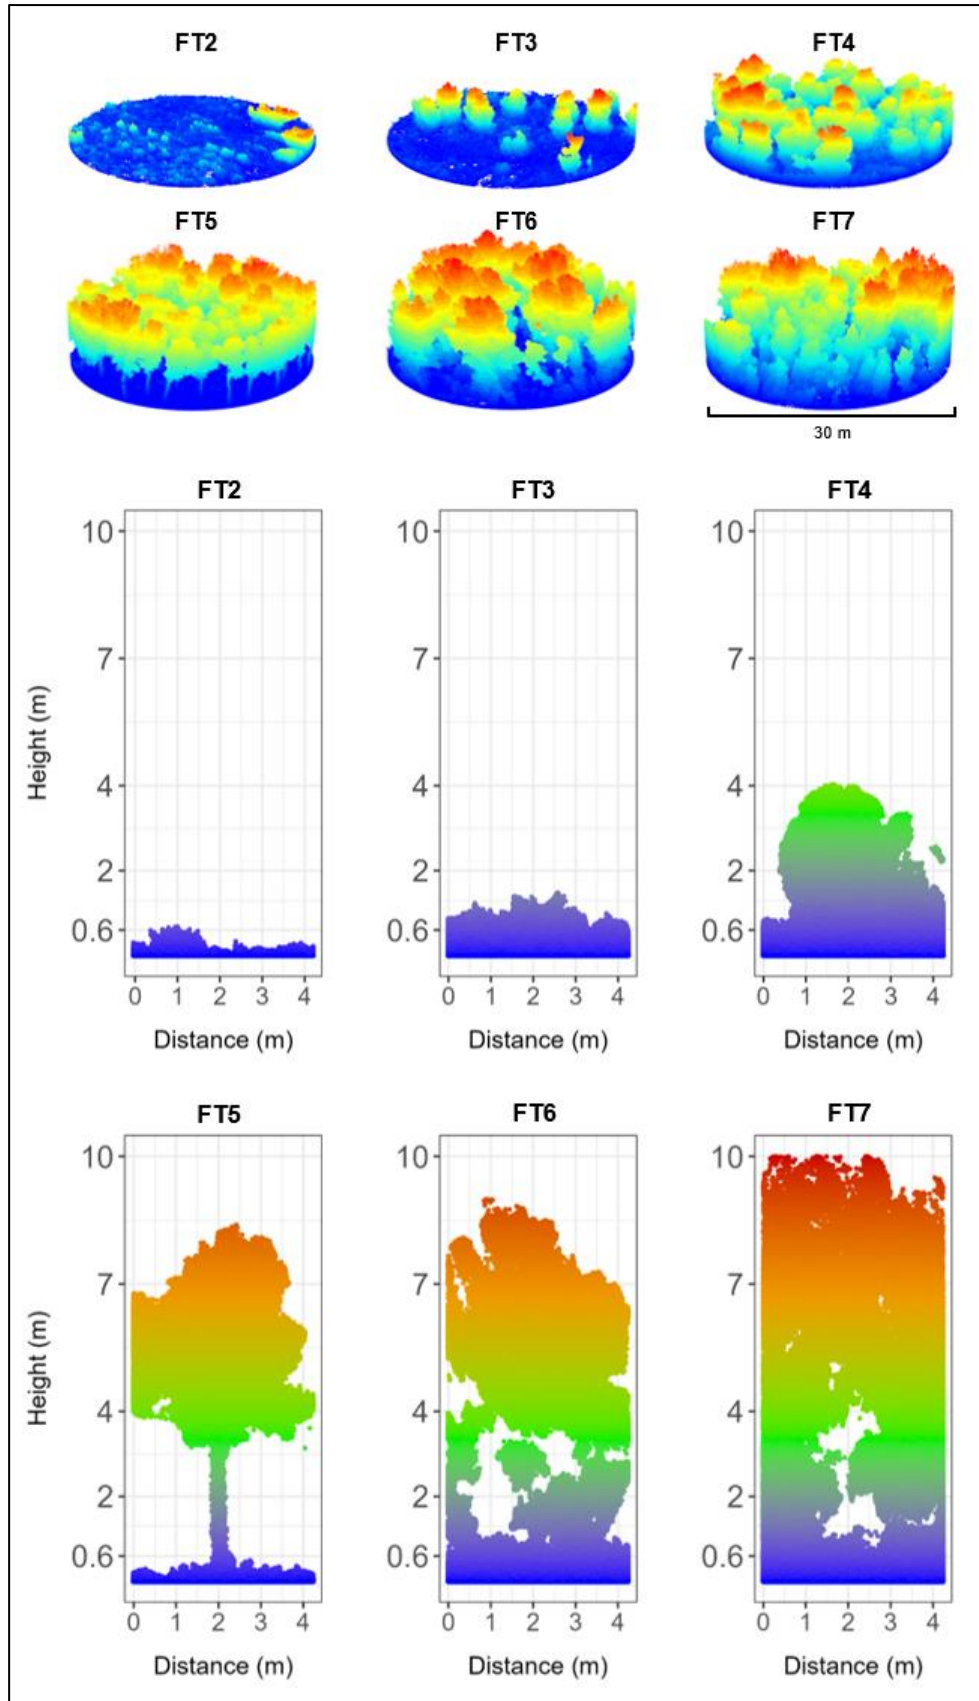 FT2 FT3 FT4
FT5 FT6 FT7
30 m
FT2 FT3 FT4
Height (m)
10 10 10
7 7 7
4 4 4
2 2 2
0.6 0.6 0.6
0 1 2 3 4 0 1 2 3 4 0 1 2 3 4
Distance (m) Distance (m) Distance (m)
FT5 FT6 FT7
Height (m)
10 10 10
7 7 7
4 4 4
2 2 2
0.6 0.6 0.6
0 1 2 3 4 0 1 2 3 4 0 1 2 3 4
Distance (m) Distance (m) Distance (m)